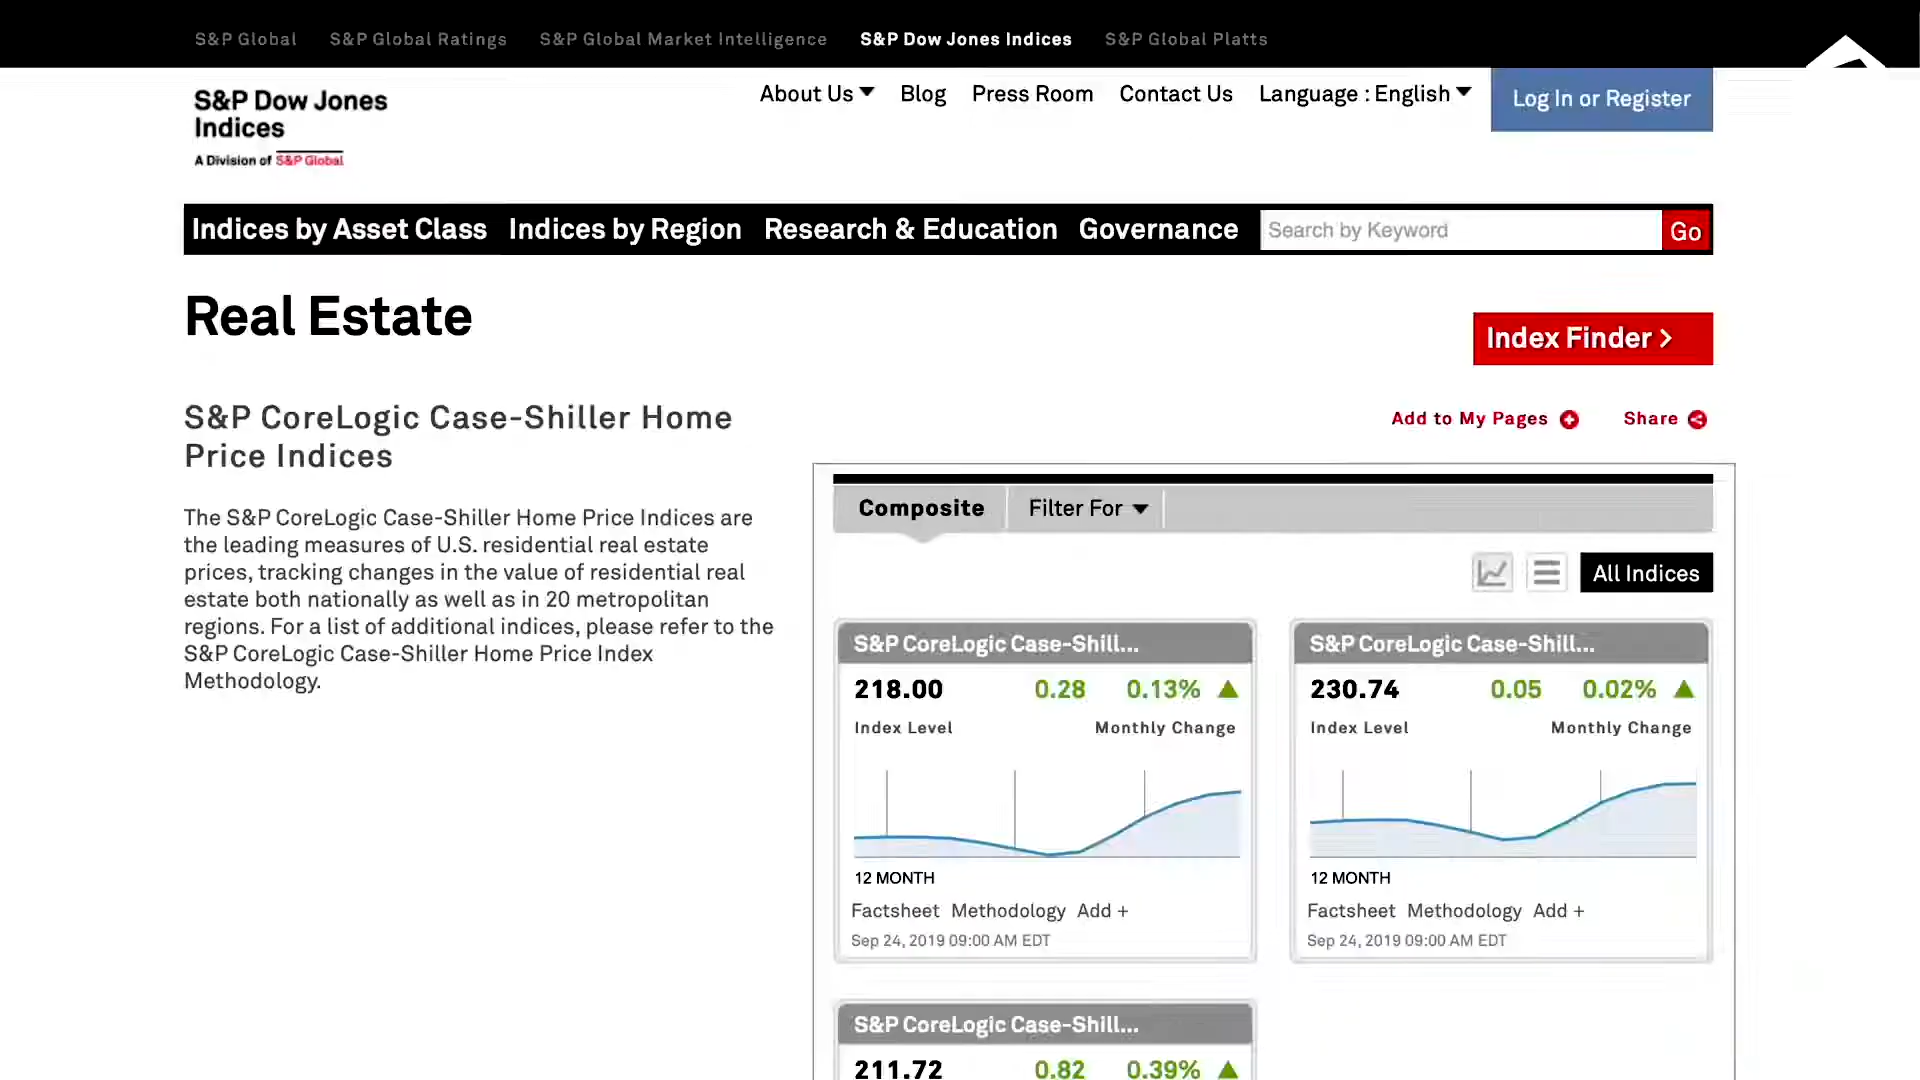 S&P Global S&P Global Ratings S&P Global Market Intelligence S&P Dow Jones Indices S&P Global Platts
S&P Dow Jones
Indices
A Division of S&P Global
About Us Blog Press Room Contact Us Language : English Log In or Register
Indices by Asset Class Indices by Region Research & Education Governance Search by Keyword Go
Real Estate
Index Finder >
S&P CoreLogic Case-Shiller Home
Price Indices
Add to My Pages Share
The S&P CoreLogic Case-Shiller Home Price Indices are
the leading measures of U.S. residential real estate
prices, tracking changes in the value of residential real
estate both nationally as well as in 20 metropolitan
regions. For a list of additional indices, please refer to the
S&P CoreLogic Case-Shiller Home Price Index
Methodology.
Composite Filter For
All Indices
S&P CoreLogic Case-Shill...
218.00 0.28 0.13%
Index Level Monthly Change
12 MONTH
Factsheet Methodology Add +
Sep 24, 2019 09:00 AM EDT
S&P CoreLogic Case-Shill...
230.74 0.05 0.02%
Index Level Monthly Change
12 MONTH
Factsheet Methodology Add +
Sep 24, 2019 09:00 AM EDT
S&P CoreLogic Case-Shill...
211.72 0.82 0.39%